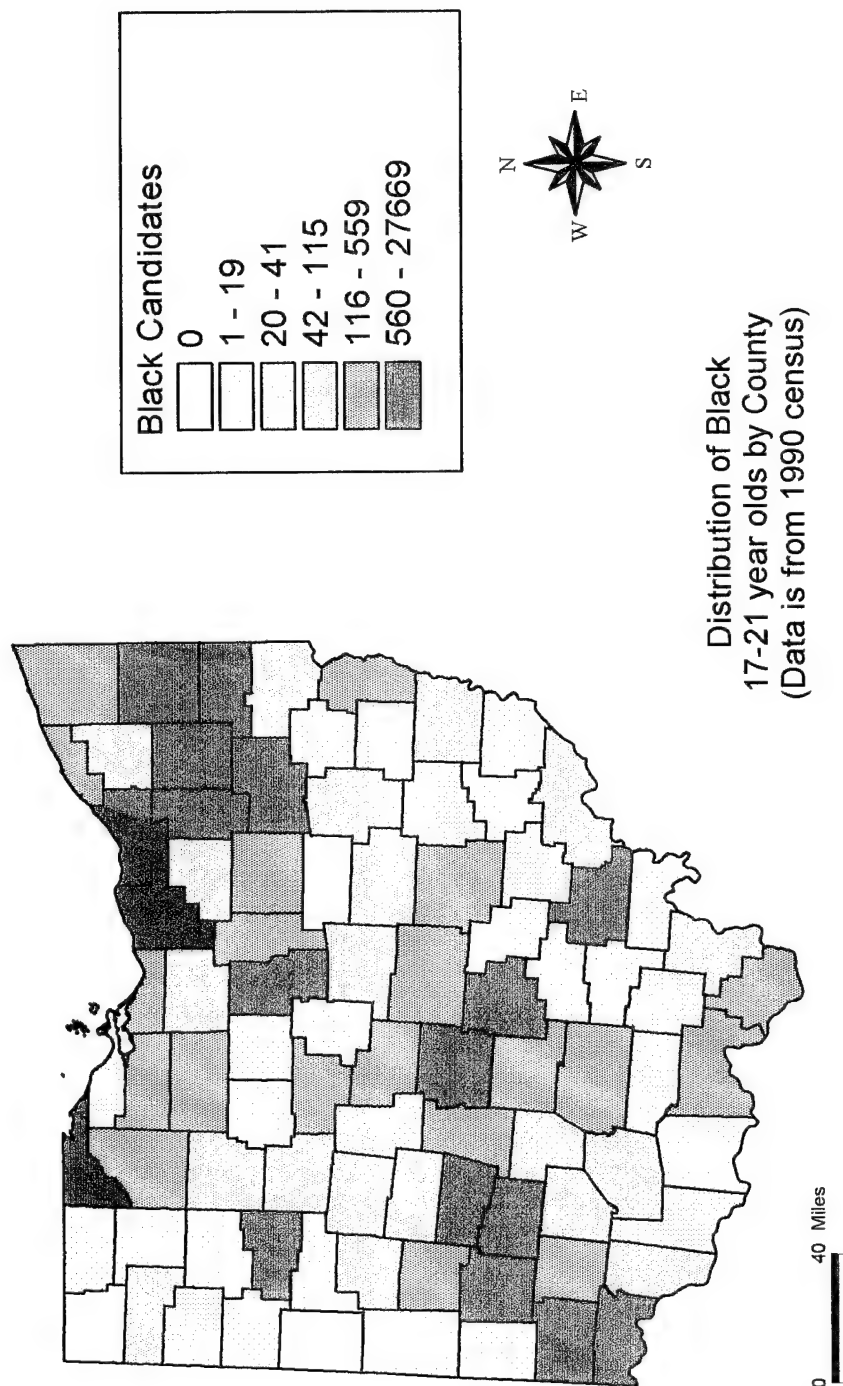 Black Candidates
0
1 - 19
20 - 41
42 - 115
116 - 559
560 - 27669
N
W
E
S
Distribution of Black
17-21 year olds by County
(Data is from 1990 census)
0
40 Miles